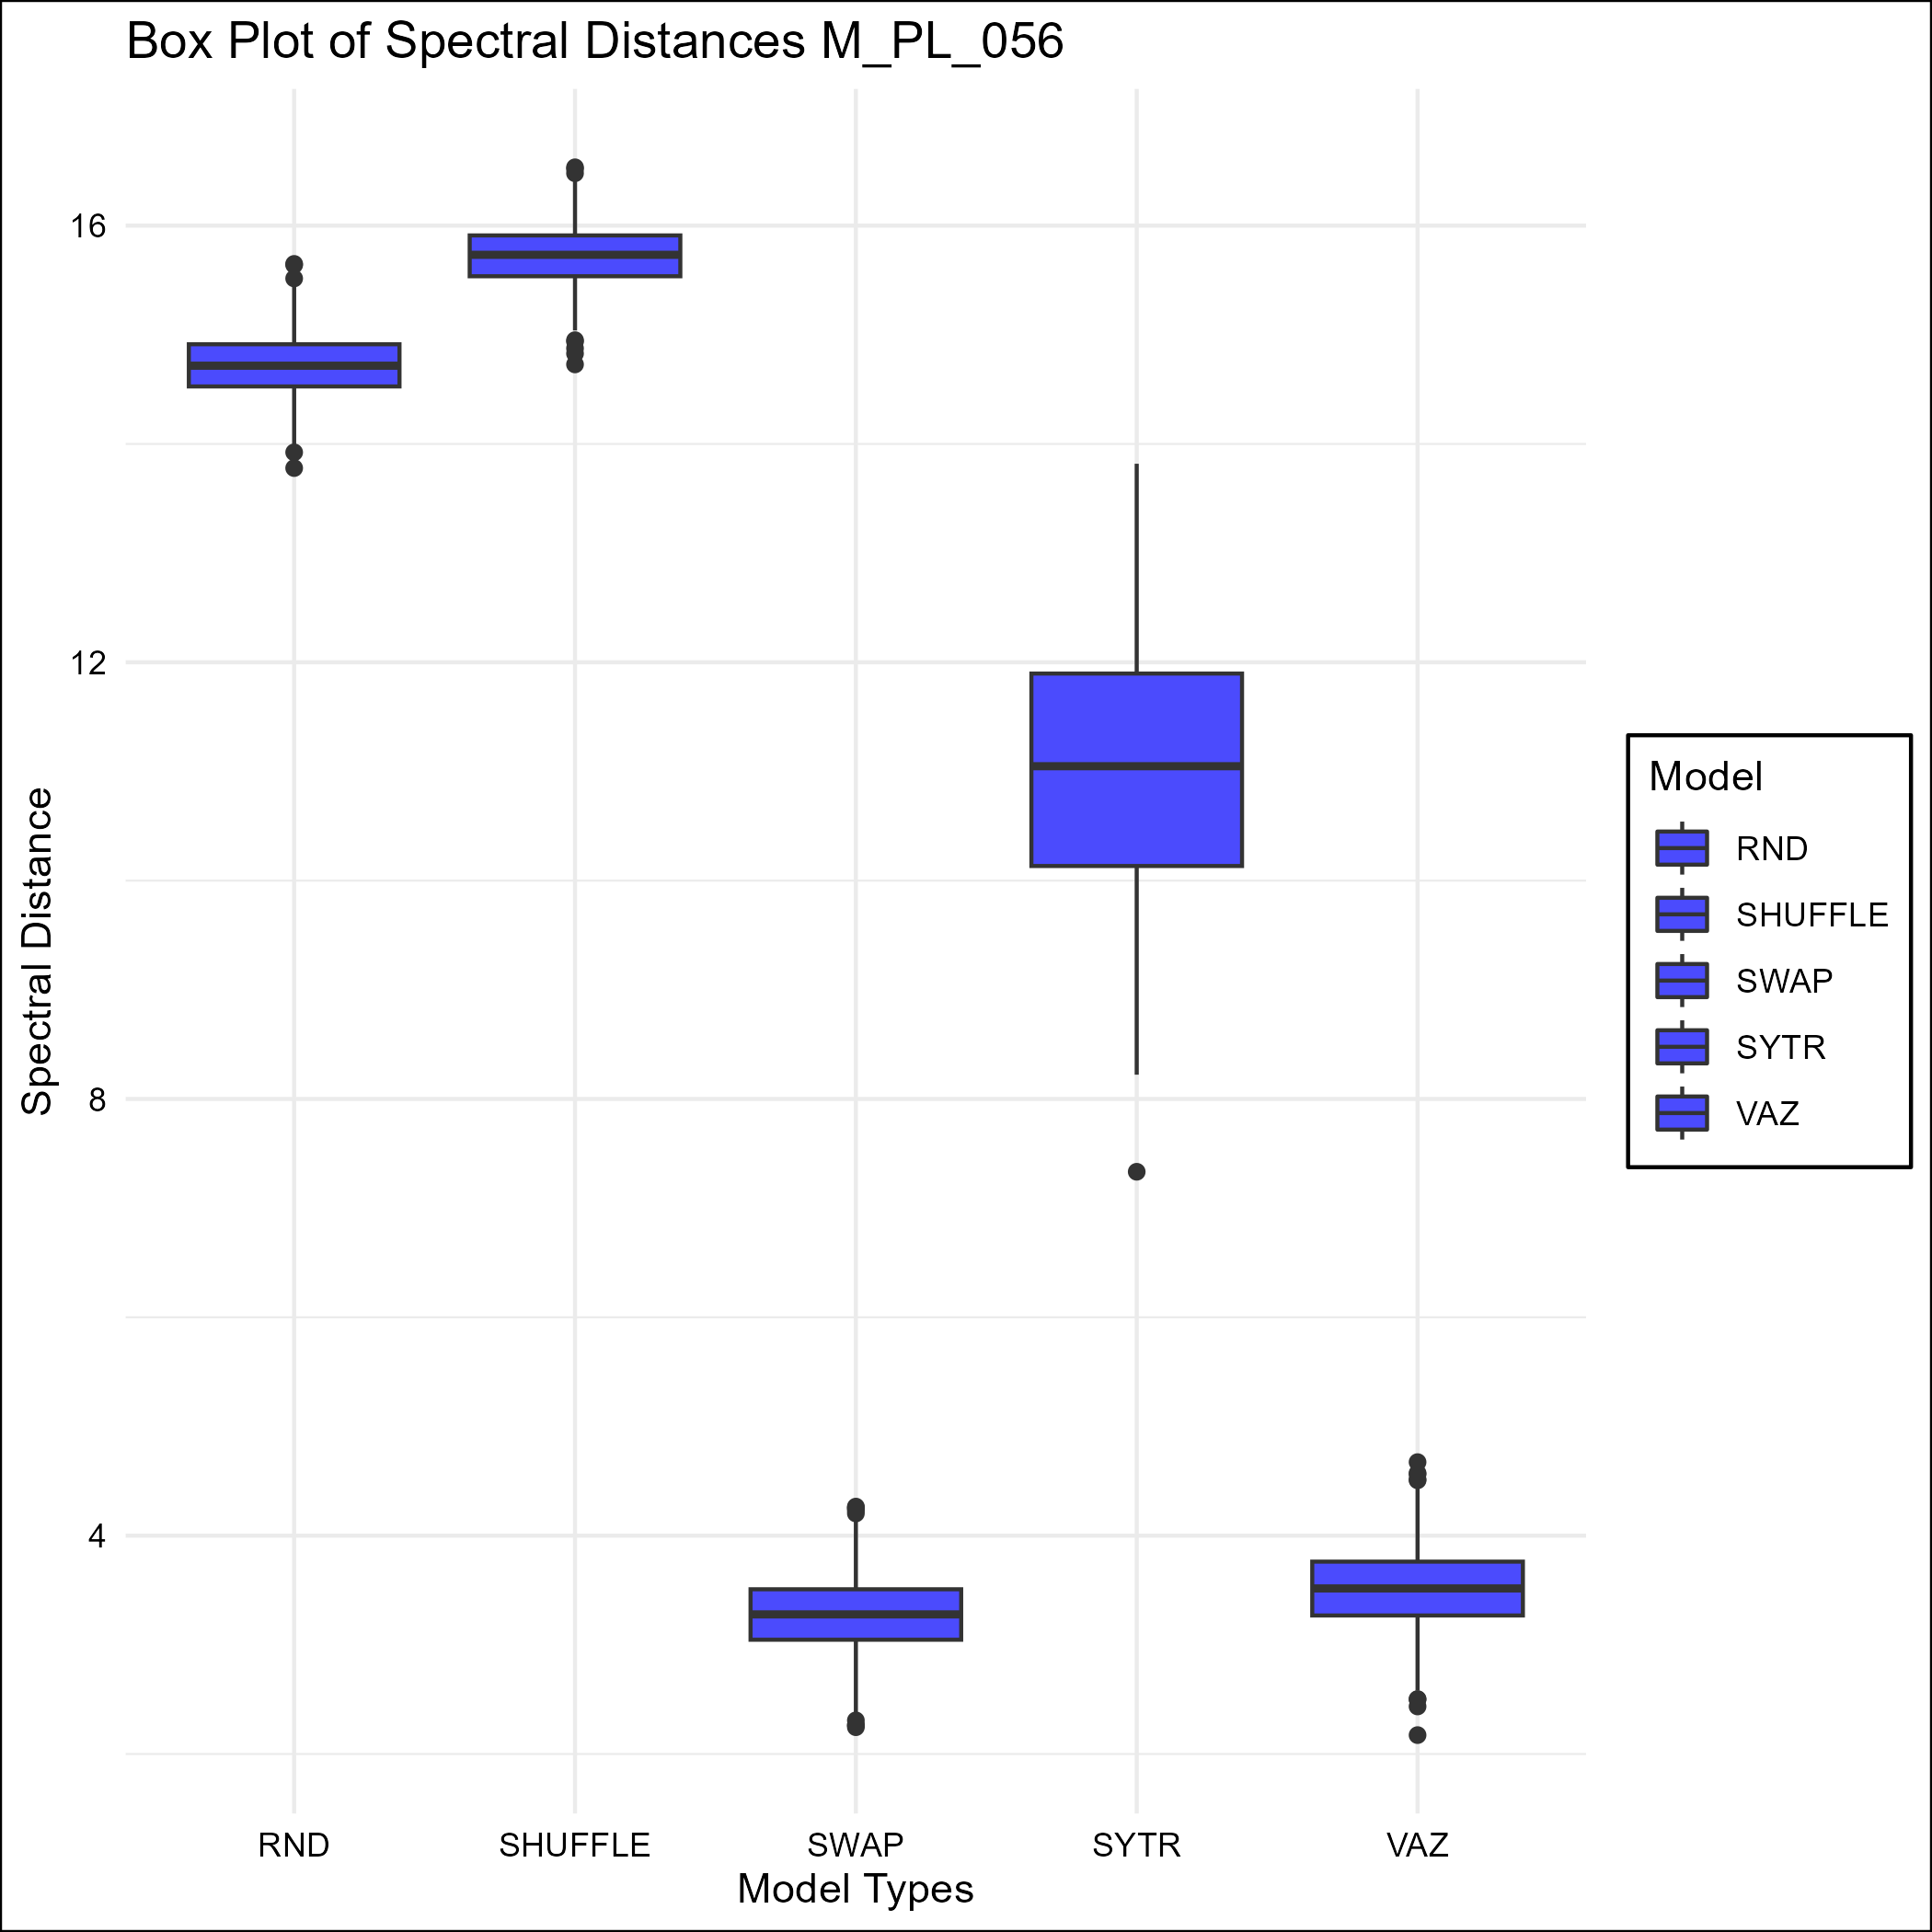 Box Plot of Spectral Distances M_PL_056
Spectral Distance
16
12
8
4
RND
SHUFFLE
SWAP
SYTR
VAZ
Model Types
Model
RND
SHUFFLE
SWAP
SYTR
VAZ